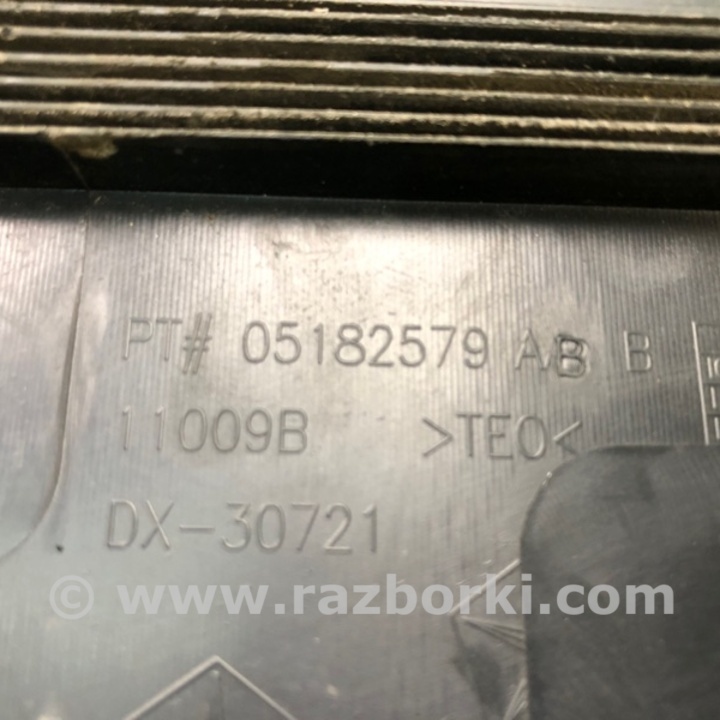 PT# 05182579 AB B
11009B >TEO<
DX-30721
© www.razborki.com